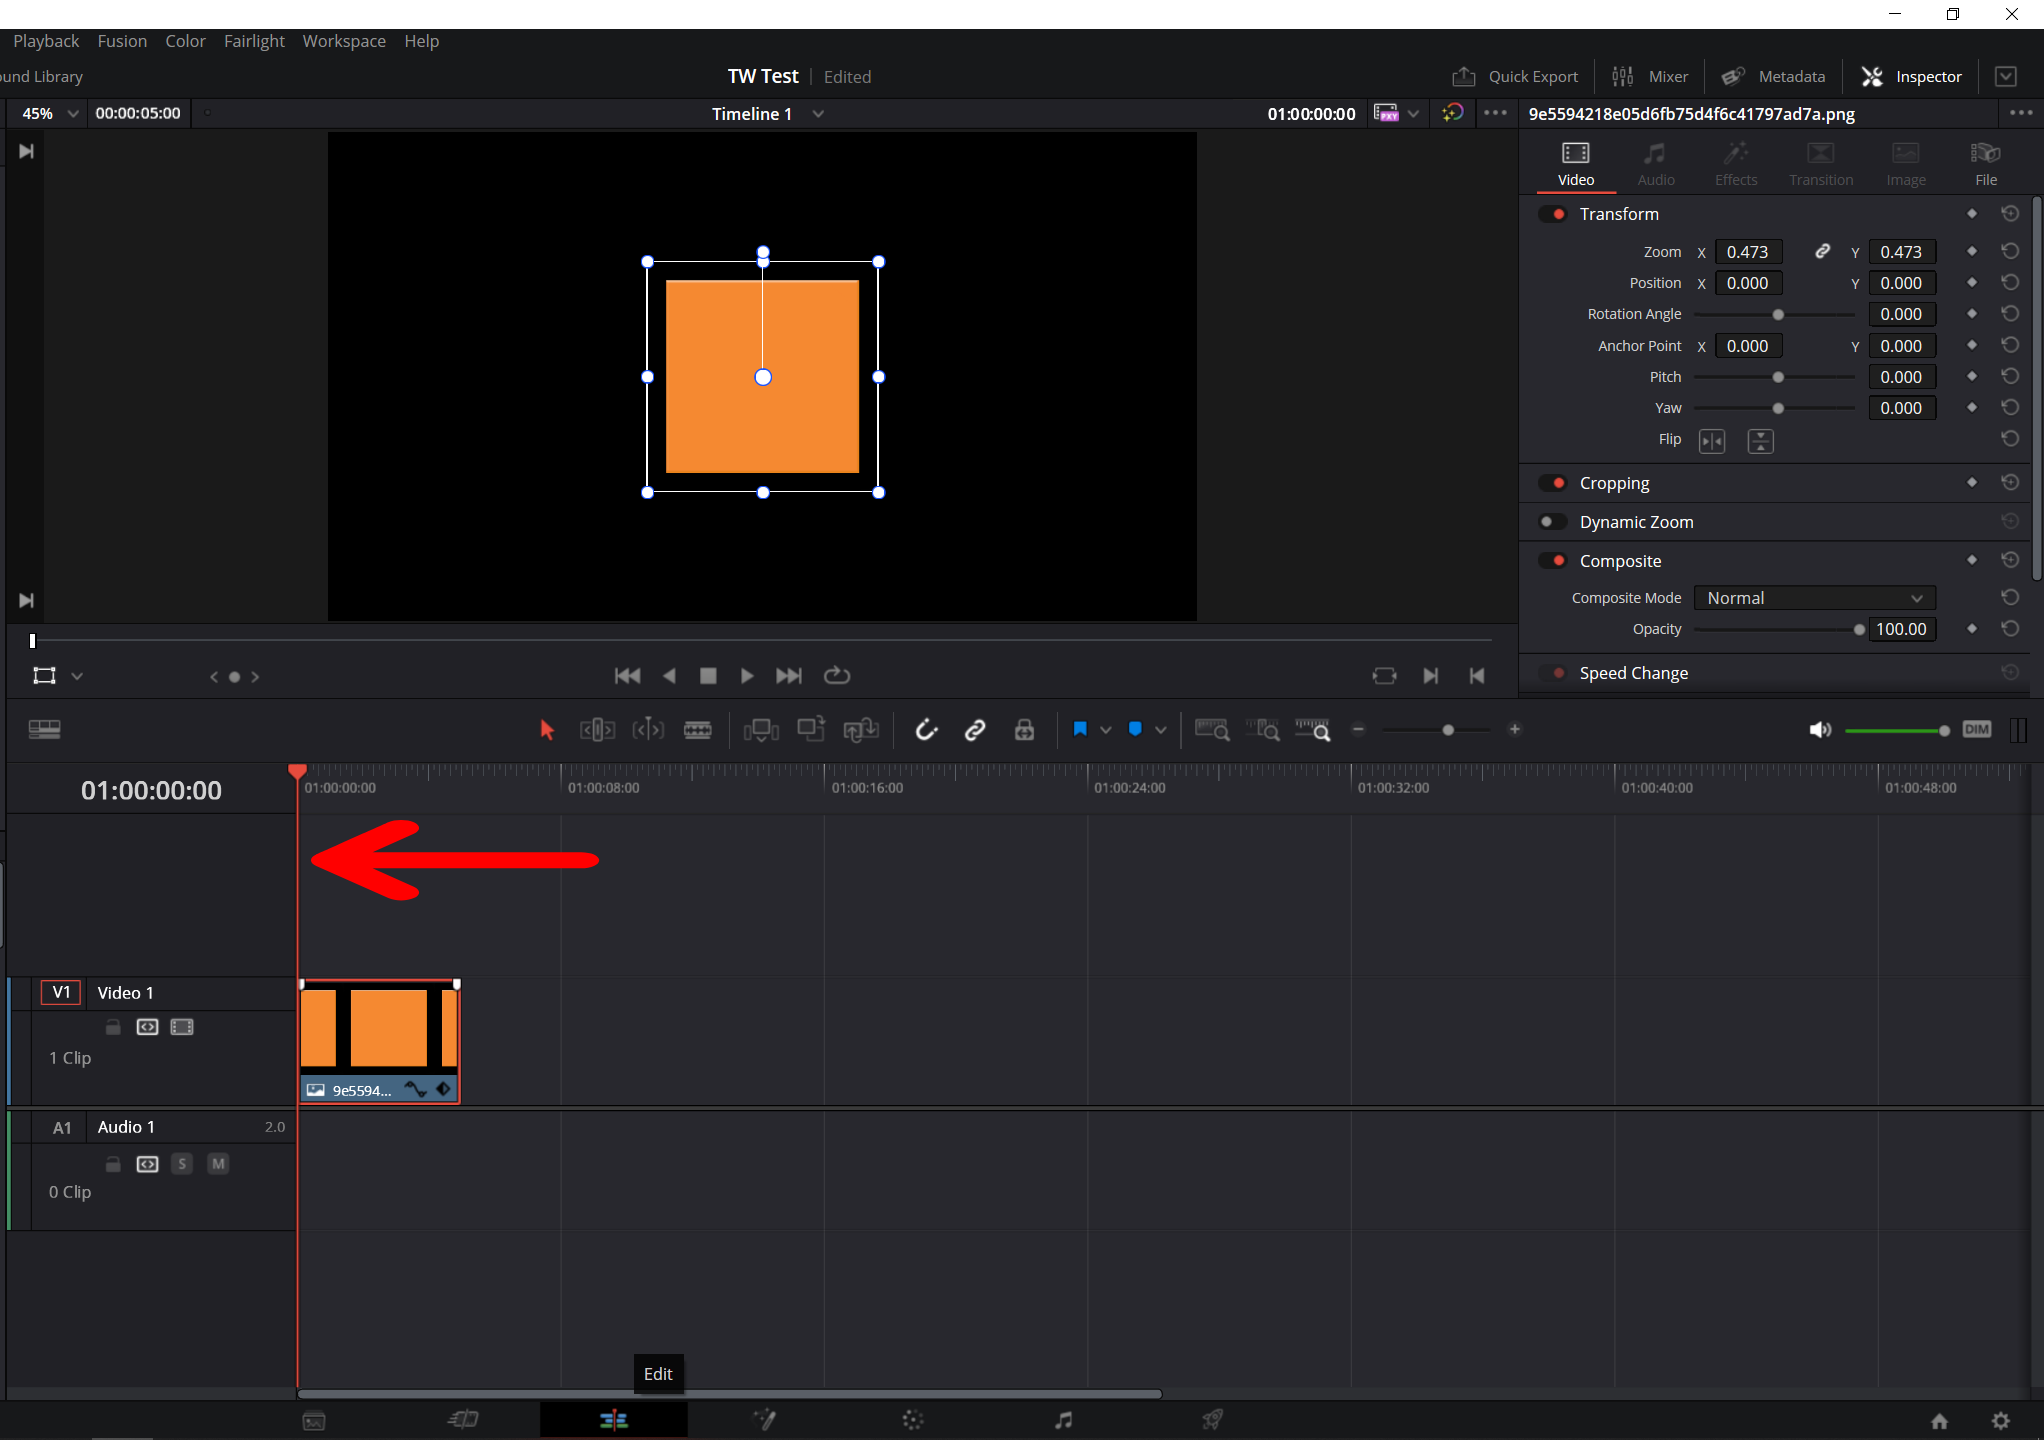 Playback Fusion Color Fairlight Workspace Help
ound Library
TW Test Edited
Quick Export Mixer Metadata Inspector
45% 00:00:05:00
Timeline 1
01:00:00:00
PXY
9e5594218e05d6fb75d4f6c41797ad7a.png
Video Audio Effects Transition Image File
Transform
Zoom X 0.473 Y 0.473
Position X 0.000 Y 0.000
Rotation Angle 0.000
Anchor Point X 0.000 Y 0.000
Pitch 0.000
Yaw 0.000
Flip
Cropping
Dynamic Zoom
Composite
Composite Mode Normal
Opacity 100.00
Speed Change
DIM
01:00:00:00
01:00:00:00 01:00:08:00 01:00:16:00 01:00:24:00 01:00:32:00 01:00:40:00 01:00:48:00
V1 Video 1
1 Clip
9e5594...
A1 Audio 1 2.0
S M
0 Clip
Edit